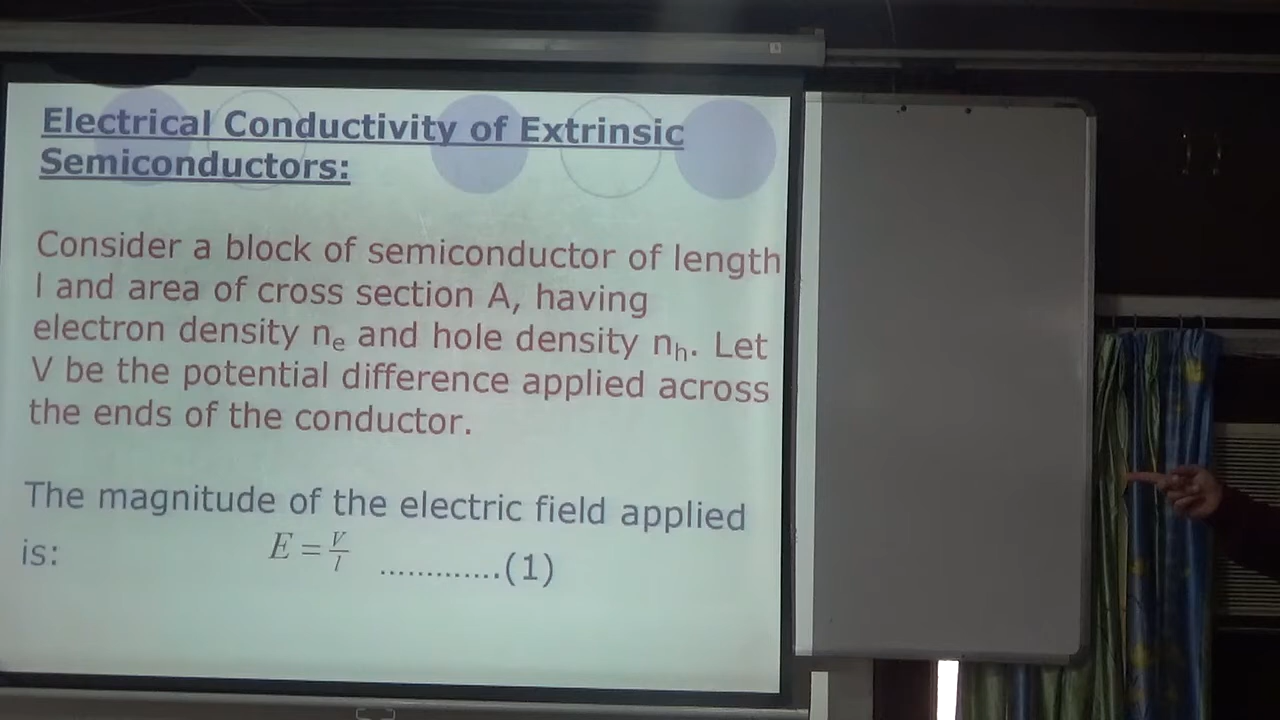 Electrical Conductivity of Extrinsic
Semiconductors:
Consider a block of semiconductor of length
l and area of cross section A, having
electron density nₑ and hole density nₕ. Let
V be the potential difference applied across
the ends of the conductor.
The magnitude of the electric field applied
is: E = V/l .............(1)